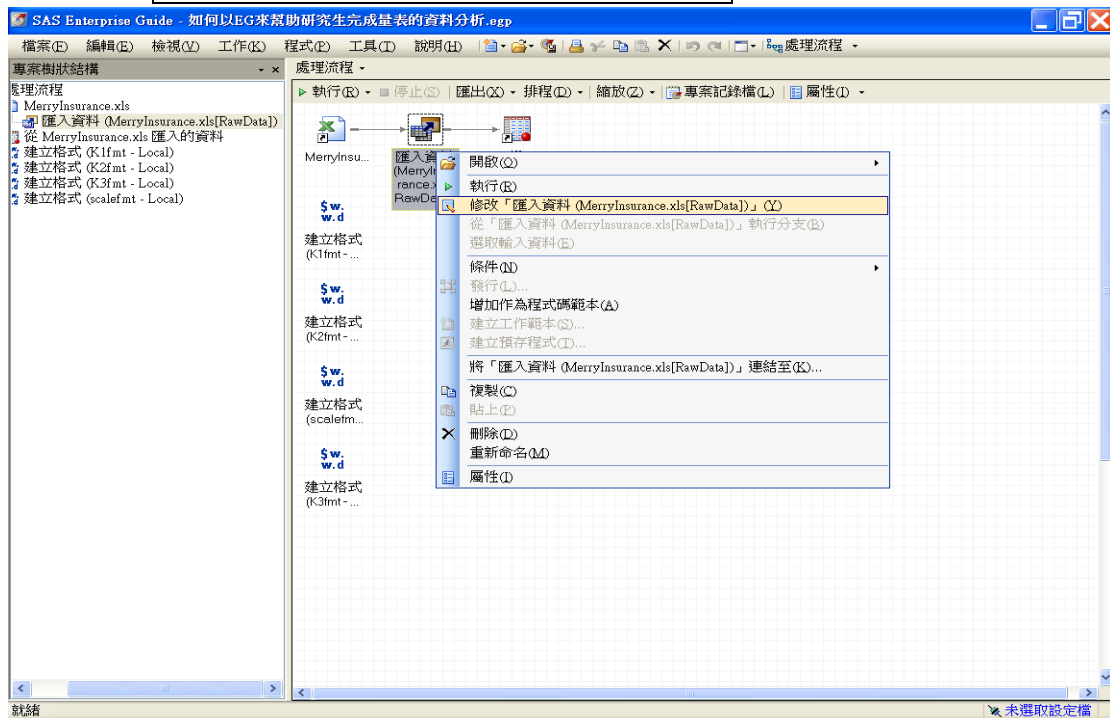 SAS Enterprise Guide - 如何以EG來幫助研究生完成量表的資料分析.egp
檔案(F) 編輯(E) 檢視(V) 工作(K) 程式(P) 工具(T) 說明(H) 處理流程
專案樹狀結構
處理流程
MerryInsurance.xls
匯入資料 (MerryInsurance.xls[RawData])
從 MerryInsurance.xls 匯入的資料
建立格式 (K1fmt - Local)
建立格式 (K2fmt - Local)
建立格式 (K3fmt - Local)
建立格式 (scalefmt - Local)
處理流程
執行(R) 停止(S) 匯出(X) 排程(D) 縮放(Z) 專案記錄檔(L) 屬性(I)
MerryInsu...
匯入資
(MerryIr
rance.x
RawDa
$w.
w.d
建立格式
(K1fmt-...
$w.
w.d
建立格式
(K2fmt-...
$w.
w.d
建立格式
(scalefm...
$w.
w.d
建立格式
(K3fmt-...
開啟(O)
執行(R)
修改「匯入資料 (MerryInsurance.xls[RawData])」(Y)
從「匯入資料 (MerryInsurance.xls[RawData])」執行分支(B)
選取輸入資料(E)
條件(N)
發行(L)...
增加作為程式碼範本(A)
建立工作範本(S)...
建立預存程式(T)...
將「匯入資料 (MerryInsurance.xls[RawData])」連結至(K)...
複製(C)
貼上(P)
刪除(D)
重新命名(M)
屬性(I)
就緒
未選取設定檔